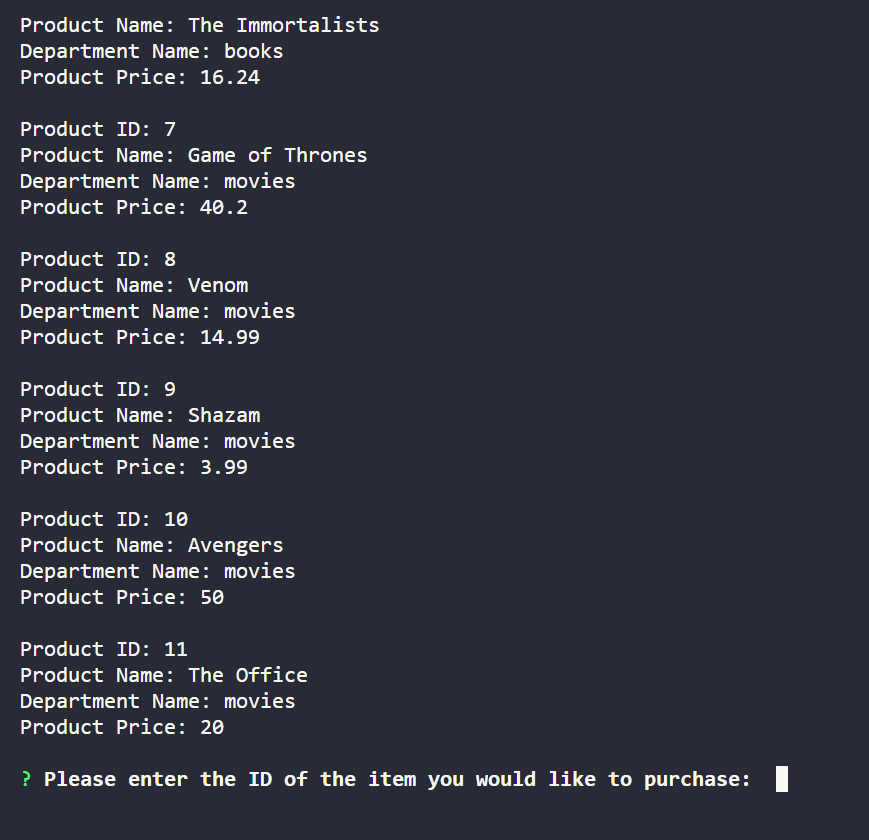 Product Name: The Immortalists
Department Name: books
Product Price: 16.24
Product ID: 7
Product Name: Game of Thrones
Department Name: movies
Product Price: 40.2
Product ID: 8
Product Name: Venom
Department Name: movies
Product Price: 14.99
Product ID: 9
Product Name: Shazam
Department Name: movies
Product Price: 3.99
Product ID: 10
Product Name: Avengers
Department Name: movies
Product Price: 50
Product ID: 11
Product Name: The Office
Department Name: movies
Product Price: 20
? Please enter the ID of the item you would like to purchase: